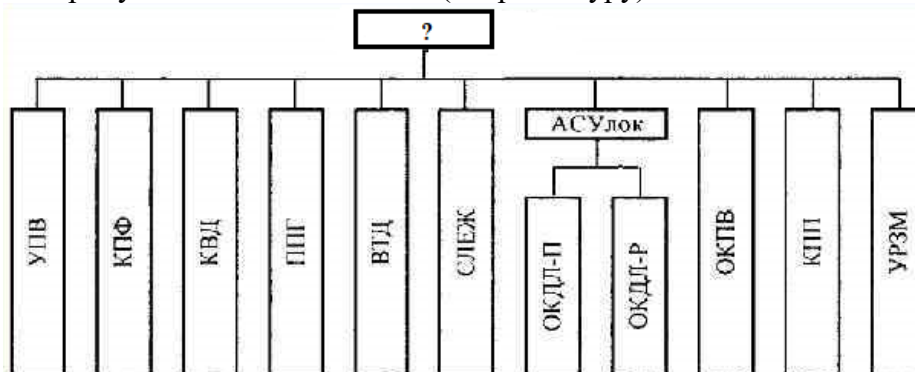 ?
АСУлок
УПВ
КПФ
КВД
ППГ
ВТД
СЛЕЖ
ОКДЛ-П
ОКДЛ-Р
ОКПВ
КПП
УРЗМ